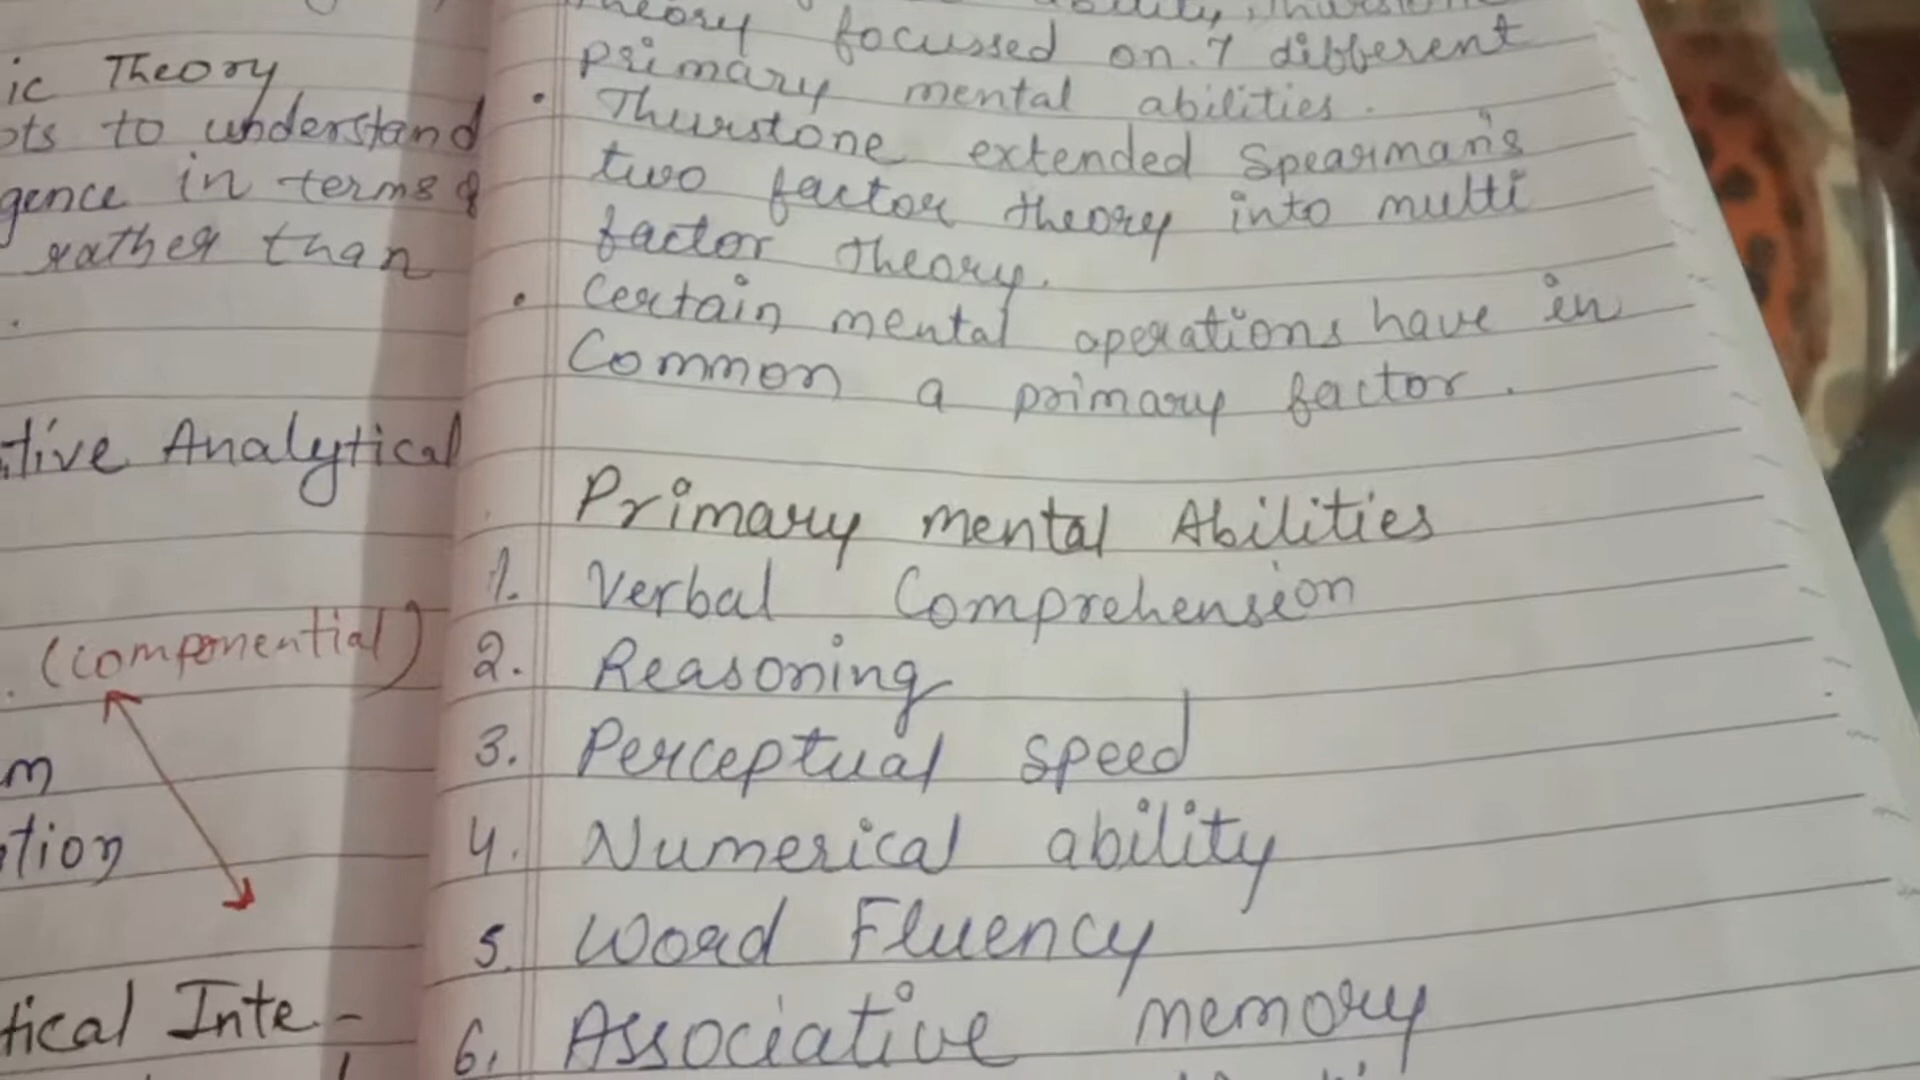 ic Theory
to understand
gence in terms of
rather than
.
Analytical
(componential)
m
tical Inte-
theory focussed on 7 different
primary mental abilities.
• Thurstone extended Spearman's
two factor theory into multi
factor theory.
• Certain mental operations have in
Common a primary factor.
Primary mental Abilities
1. Verbal Comprehension
2. Reasoning
3. Perceptual speed
4. Numerical ability
5. Word Fluency
6. Associative memory